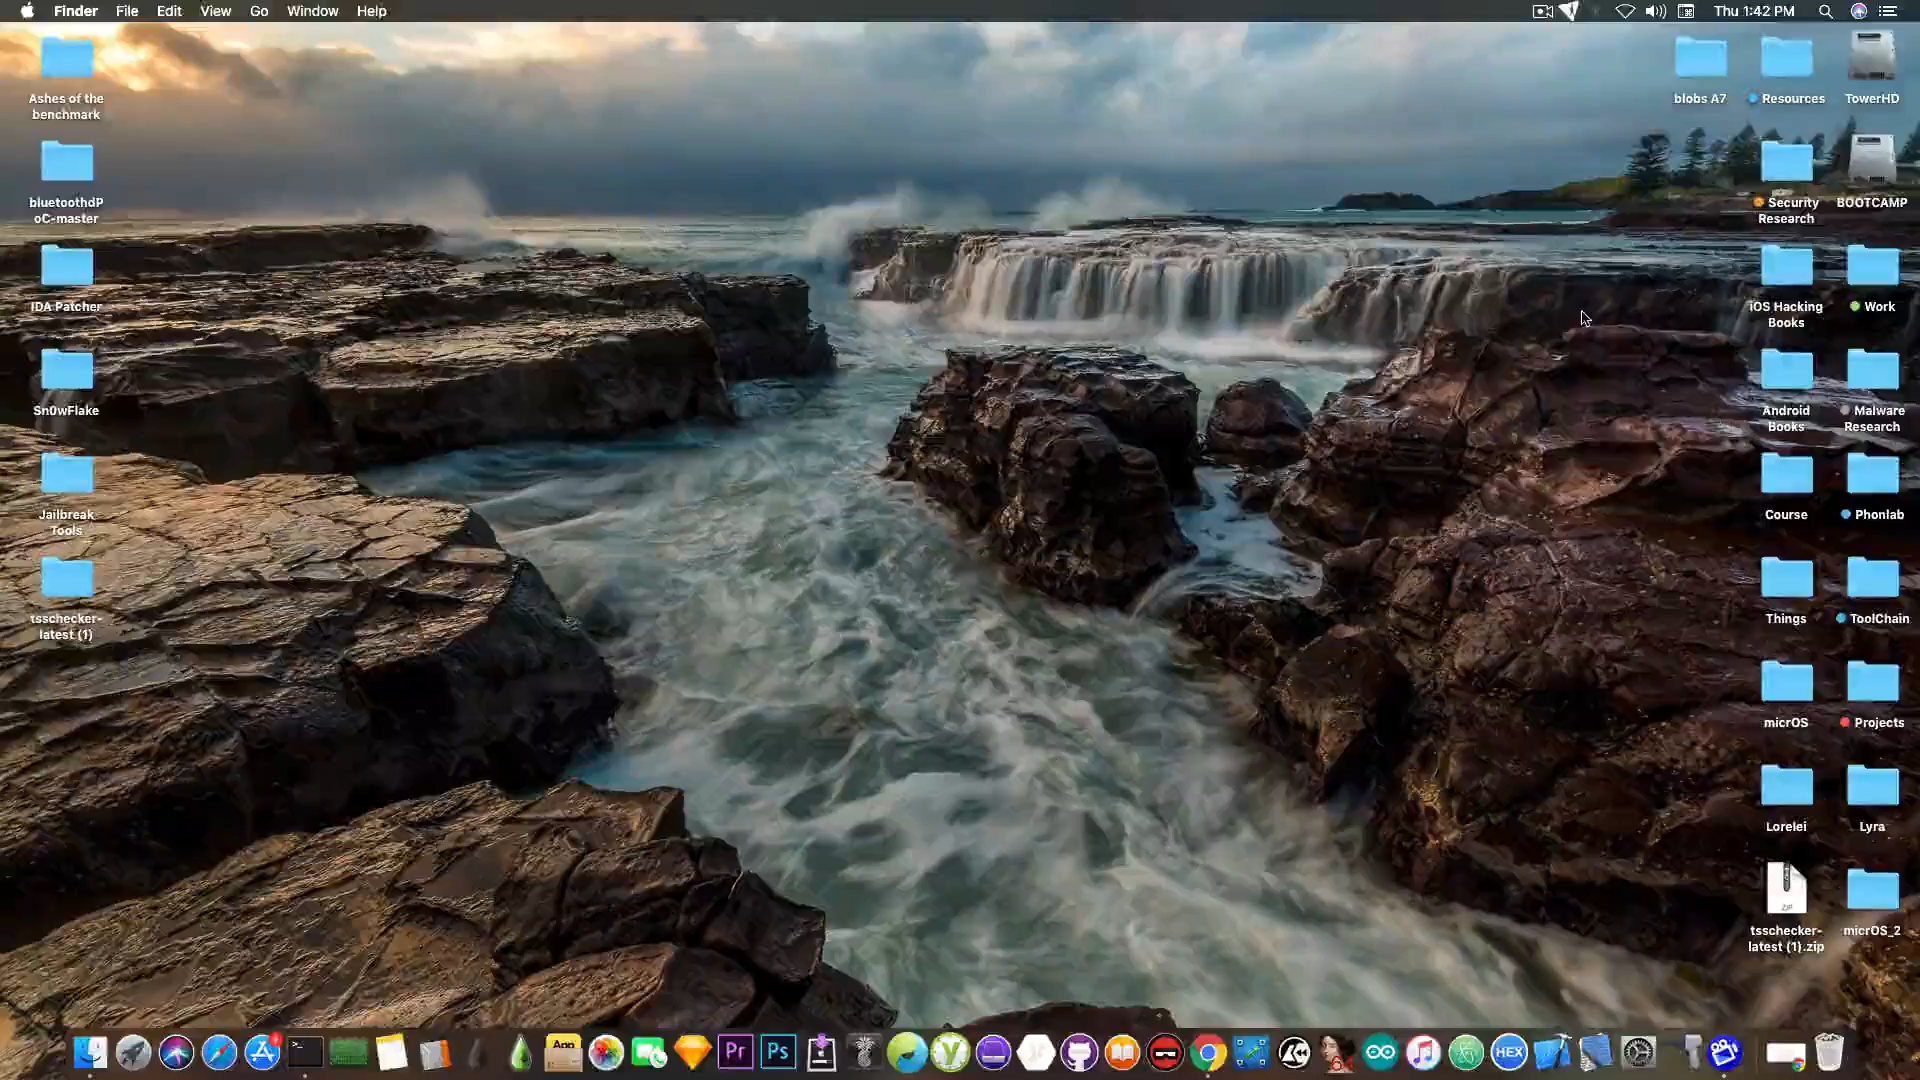 Finder File Edit View Go Window Help
Thu 1:42 PM
Ashes of the
benchmark
bluetoothdP
oC-master
IDA Patcher
Sn0wFlake
Jailbreak
Tools
tsschecker-
latest (1)
blobs A7
Resources
TowerHD
Security
Research
BOOTCAMP
iOS Hacking
Books
Work
Android
Books
Malware
Research
Course
Phonlab
Things
ToolChain
micrOS
Projects
Lorelei
Lyra
ZIP
tsschecker-
latest (1).zip
micrOS_2
App
Pr
Ps
HEX
64